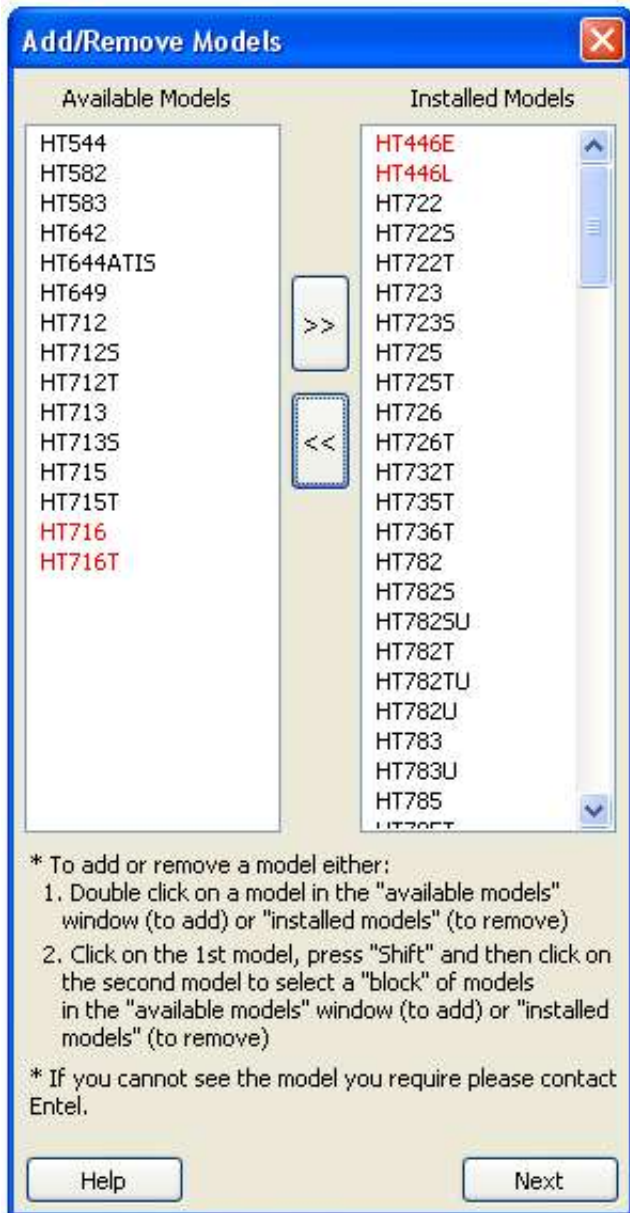 Add/Remove Models
Available Models
Installed Models
HT544
HT582
HT583
HT642
HT644ATIS
HT649
HT712
HT712S
HT712T
HT713
HT713S
HT715
HT715T
HT716
HT716T
>>
<<
HT446E
HT446L
HT722
HT722S
HT722T
HT723
HT723S
HT725
HT725T
HT726
HT726T
HT732T
HT735T
HT736T
HT782
HT782S
HT782SU
HT782T
HT782TU
HT782U
HT783
HT783U
HT785
* To add or remove a model either:
1. Double click on a model in the "available models"
window (to add) or "installed models" (to remove)
2. Click on the 1st model, press "Shift" and then click on
the second model to select a "block" of models
in the "available models" window (to add) or "installed
models" (to remove)
* If you cannot see the model you require please contact
Entel.
Help
Next